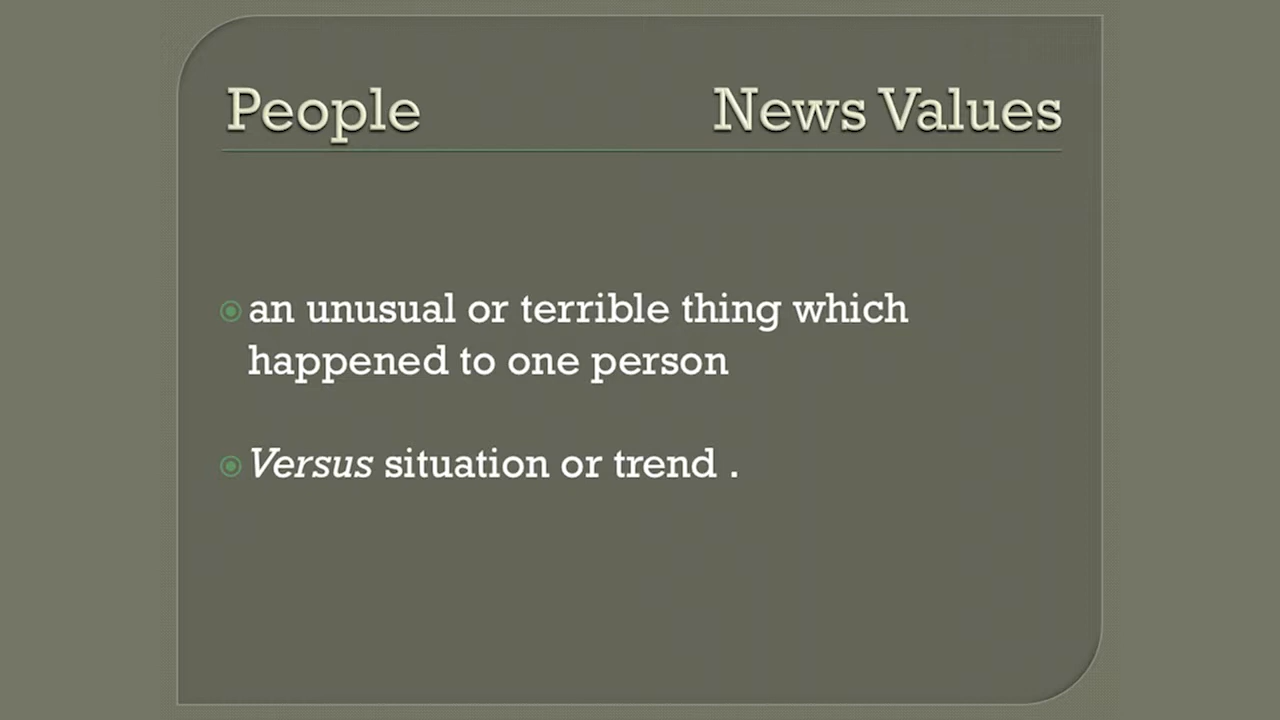 People News Values
an unusual or terrible thing which
happened to one person
Versus situation or trend .